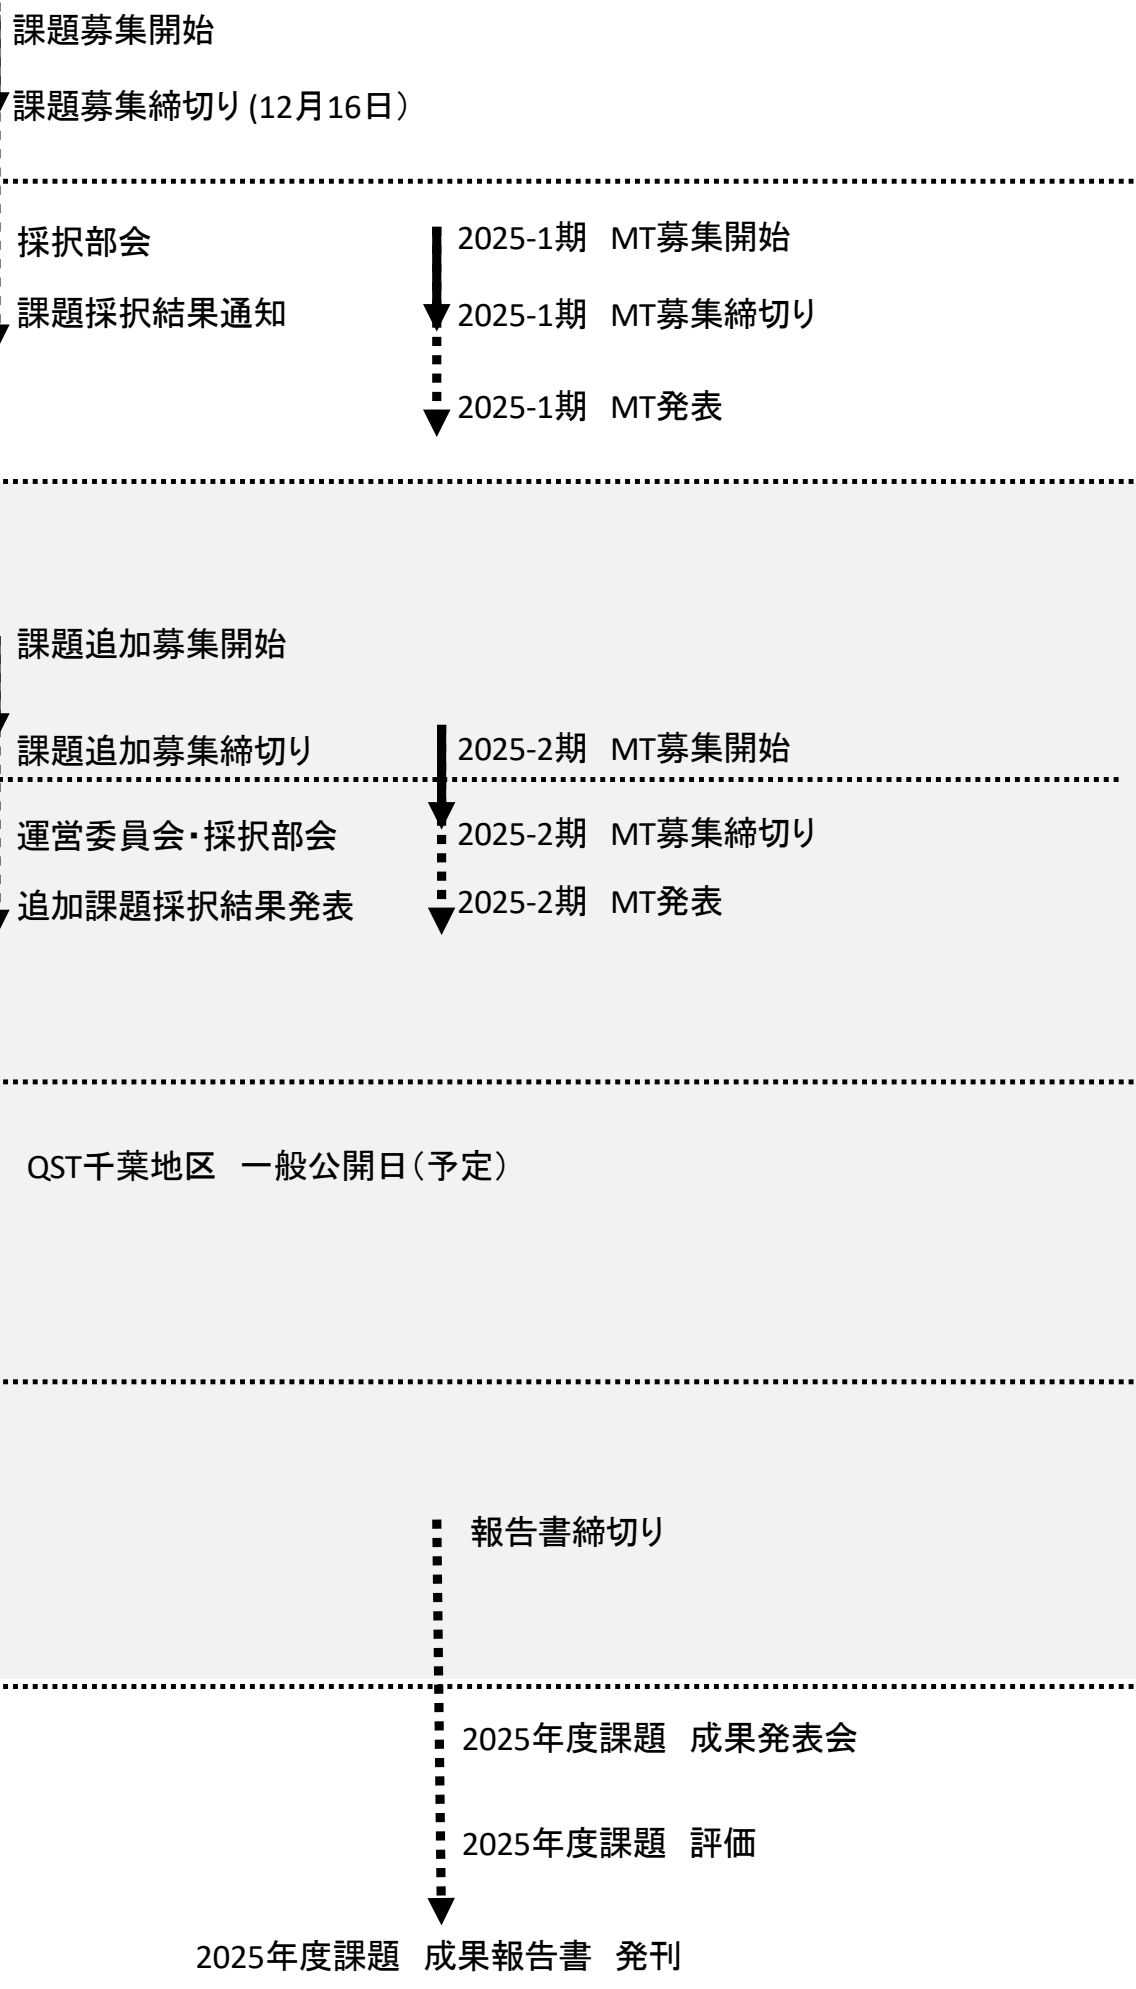 課題募集開始
課題募集締切り (12月16日）
採択部会
2025-1期　MT募集開始
課題採択結果通知
2025-1期　MT募集締切り
2025-1期　MT発表
課題追加募集開始
課題追加募集締切り
2025-2期　MT募集開始
運営委員会・採択部会
2025-2期　MT募集締切り
追加課題採択結果発表
2025-2期　MT発表
QST千葉地区　一般公開日（予定）
報告書締切り
2025年度課題　成果発表会
2025年度課題　評価
2025年度課題　成果報告書　発刊